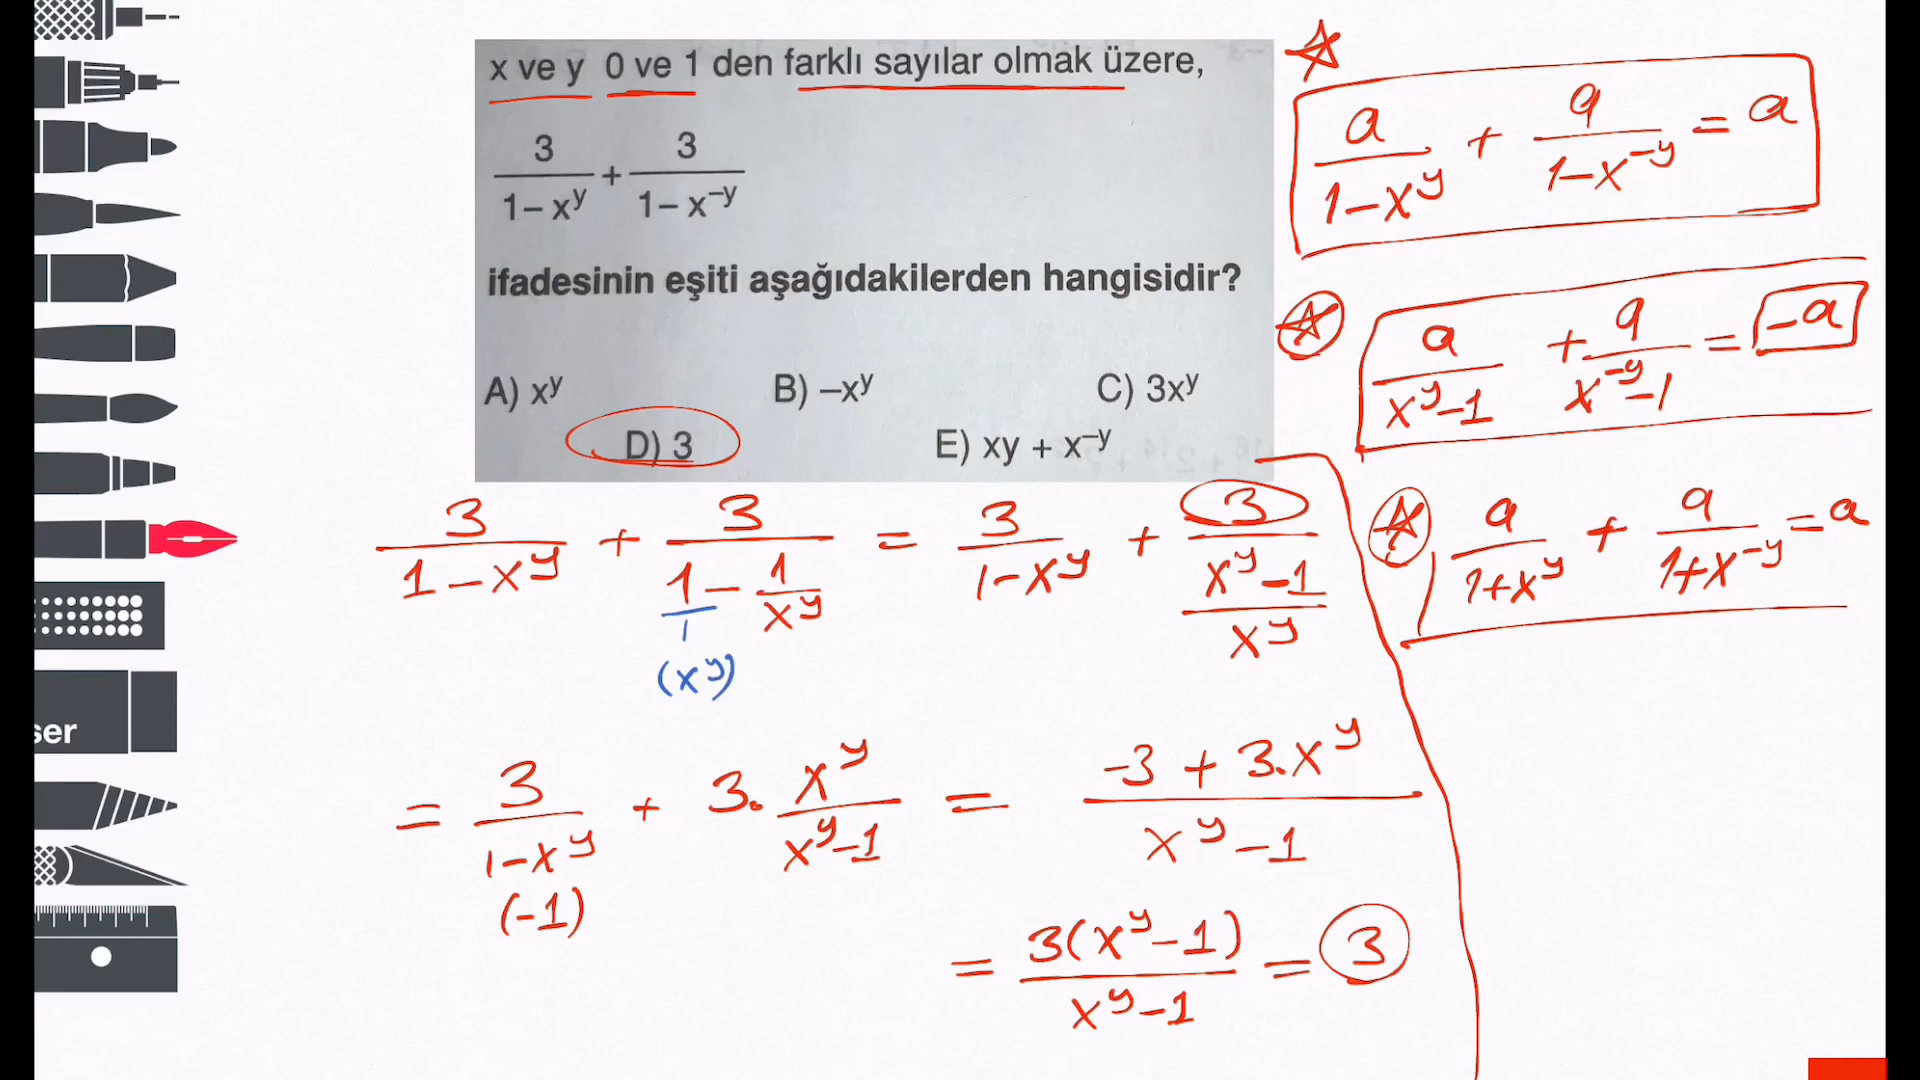 x ve y 0 ve 1 den farklı sayılar olmak üzere,
3/(1–x^y) + 3/(1–x^–y)
ifadesinin eşiti aşağıdakilerden hangisidir?
A) x^y B) –x^y C) 3x^y
D) 3 E) xy + x^–y
3/(1–x^y) + 3/(1/1 – 1/x^y) = 3/(1–x^y) + 3/((x^y–1)/x^y)
(x^y)
= 3/(1–x^y) + 3.x^y/(x^y–1) = (–3 + 3.x^y)/(x^y–1)
(–1)
= 3(x^y–1)/(x^y–1) = 3
a/(1–x^y) + a/(1–x^–y) = a
a/(x^y–1) + a/(x^–y–1) = –a
a/(1+x^y) + a/(1+x^–y) = a
ser